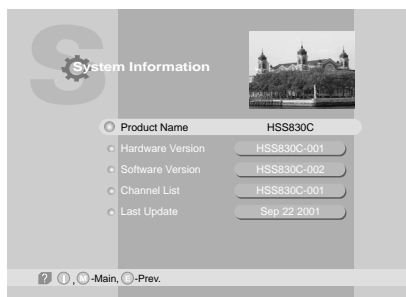 System Information
Product Name HSS830C
Hardware Version HSS830C-001
Software Version HSS830C-002
Channel List HSS830C-001
Last Update Sep 22 2001
? , -Main, -Prev.